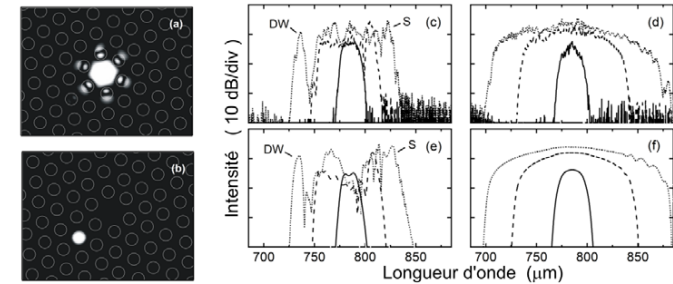 (a)
(b)
Intensité (10 dB/div)
DW
S
(c)
(d)
DW
S
(e)
(f)
700 750 800 850 700 750 800 850
Longueur d'onde (µm)